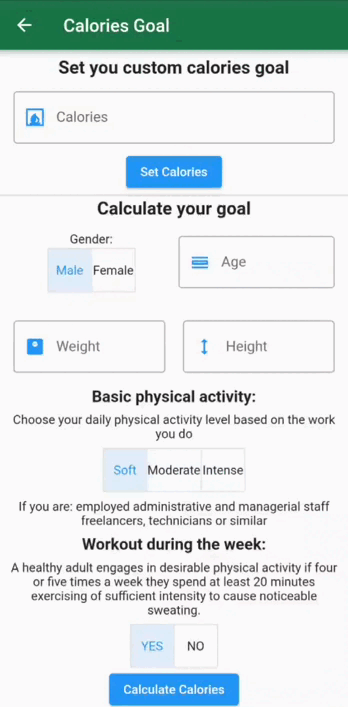 Calories Goal
Set you custom calories goal
Calories
Set Calories
Calculate your goal
Gender:
Male Female
Age
Weight
Height
Basic physical activity:
Choose your daily physical activity level based on the work
you do
Soft Moderate Intense
If you are: employed administrative and managerial staff
freelancers, technicians or similar
Workout during the week:
A healthy adult engages in desirable physical activity if four
or five times a week they spend at least 20 minutes
exercising of sufficient intensity to cause noticeable
sweating.
YES NO
Calculate Calories